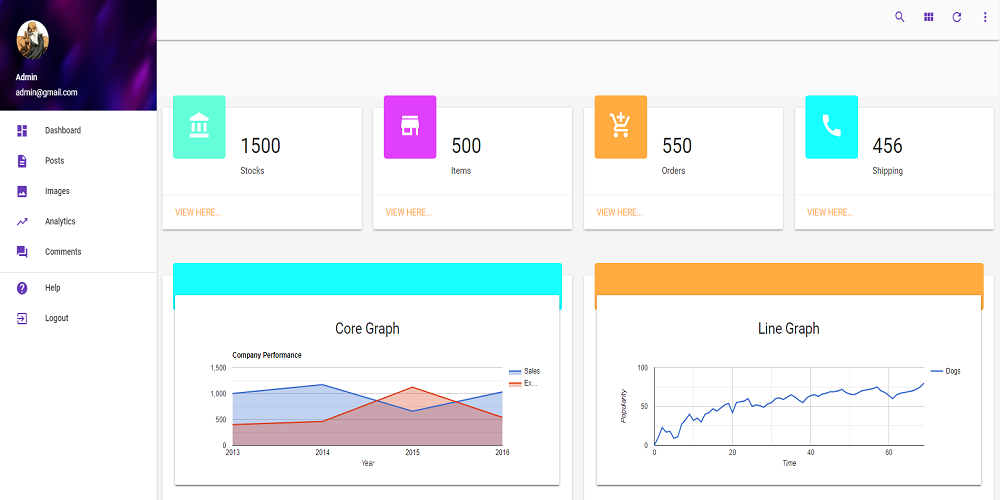 Admin
admin@gmail.com
Dashboard
Posts
Images
Analytics
Comments
Help
Logout
1500
Stocks
VIEW HERE...
500
Items
VIEW HERE...
550
Orders
VIEW HERE...
456
Shipping
VIEW HERE...
Core Graph
Company Performance
1,500
1,000
500
0
2013 2014 2015 2016
Year
Sales
Ex...
Line Graph
Popularity
100
50
0
0 20 40 60
Time
Dogs